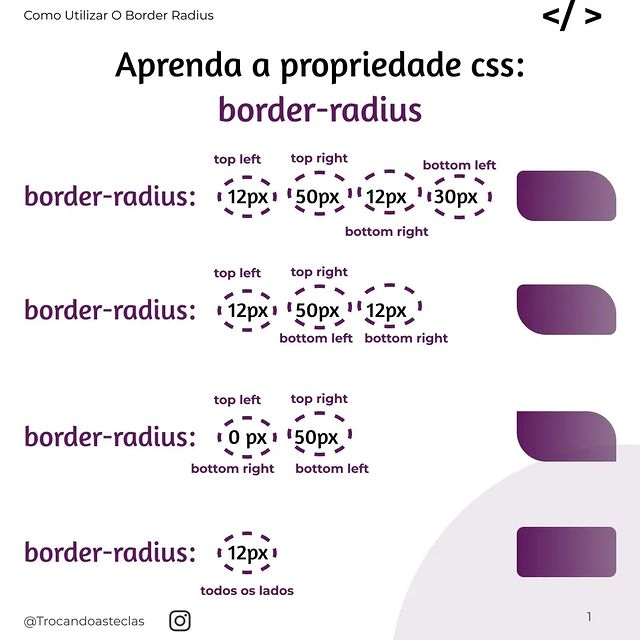 Como Utilizar O Border Radius
</ >
Aprenda a propriedade css:
border-radius
top left top right bottom left
border-radius: 12px 50px 12px 30px
bottom right
top left top right
border-radius: 12px 50px 12px
bottom left bottom right
top left top right
border-radius: 0 px 50px
bottom right bottom left
border-radius: 12px
todos os lados
@Trocandoasteclas
1